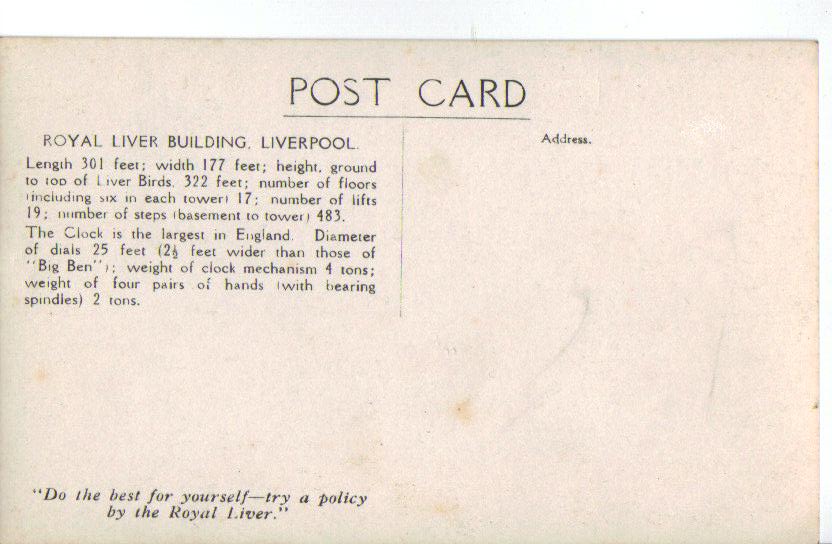 POST CARD
ROYAL LIVER BUILDING, LIVERPOOL.
Length 301 feet; width 177 feet; height, ground
to top of Liver Birds, 322 feet; number of floors
(including six in each tower) 17; number of lifts
19; number of steps (basement to tower) 483.
The Clock is the largest in England. Diameter
of dials 25 feet (2½ feet wider than those of
"Big Ben"); weight of clock mechanism 4 tons;
weight of four pairs of hands (with bearing
spindles) 2 tons.
"Do the best for yourself—try a policy
by the Royal Liver."
Address.